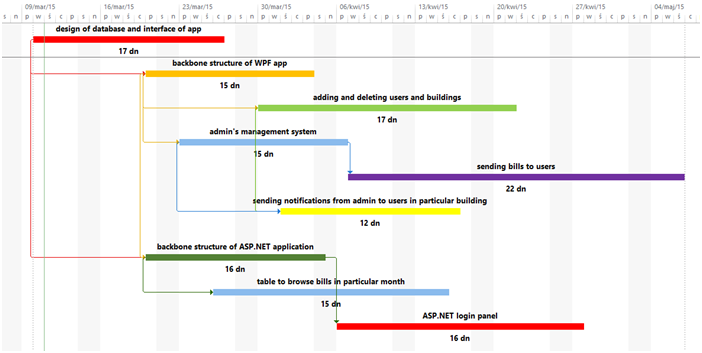 09/mar/15 16/mar/15 23/mar/15 30/mar/15 06/kwi/15 13/kwi/15 20/kwi/15 27/kwi/15 04/maj/15
s n p w ś c p s n p w ś c p s n p w ś c p s n p w ś c p s n p w ś c p s n p w ś c p s n p w ś c p s n p w ś c p s n p w ś c
design of database and interface of app
17 dn
backbone structure of WPF app
15 dn
adding and deleting users and buildings
17 dn
admin's management system
15 dn
sending bills to users
22 dn
sending notifications from admin to users in particular building
12 dn
backbone structure of ASP.NET application
16 dn
table to browse bills in particular month
15 dn
ASP.NET login panel
16 dn